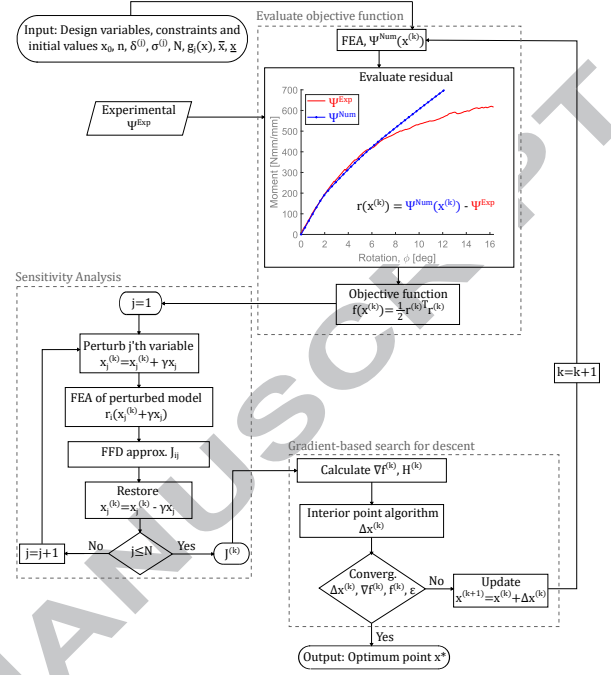 Input: Design variables, constraints and
initial values x₀, n, δ⁽ʲ⁾, σ⁽ʲ⁾, N, gⱼ(x), x̅, x̲
Evaluate objective function
FEA, Ψᴺᵘᵐ(x⁽ᵏ⁾)
Experimental
Ψᴱˣᵖ
Evaluate residual
Ψᴱˣᵖ
Ψᴺᵘᵐ
Moment [Nmm/mm]
700
600
500
400
300
200
100
0
0 2 4 6 8 10 12 14 16
Rotation, ϕ [deg]
r(x⁽ᵏ⁾) = Ψᴺᵘᵐ(x⁽ᵏ⁾) - Ψᴱˣᵖ
Objective function
f(x⁽ᵏ⁾)=½r⁽ᵏ⁾ᵀr⁽ᵏ⁾
Sensitivity Analysis
j=1
Perturb j'th variable
xⱼ⁽ᵏ⁾=xⱼ⁽ᵏ⁾+ γxⱼ
FEA of perturbed model
rᵢ(xⱼ⁽ᵏ⁾+γxⱼ)
FFD approx. Jᵢⱼ
Restore
xⱼ⁽ᵏ⁾=xⱼ⁽ᵏ⁾- γxⱼ
j≤N
No
Yes
j=j+1
J⁽ᵏ⁾
k=k+1
Gradient-based search for descent
Calculate ∇f⁽ᵏ⁾, H⁽ᵏ⁾
Interior point algorithm
Δx⁽ᵏ⁾
Converg.
Δx⁽ᵏ⁾, ∇f⁽ᵏ⁾, f⁽ᵏ⁾, ε
No
Update
x⁽ᵏ⁺¹⁾=x⁽ᵏ⁾+Δx⁽ᵏ⁾
Yes
Output: Optimum point x*
MANUSCRIPT